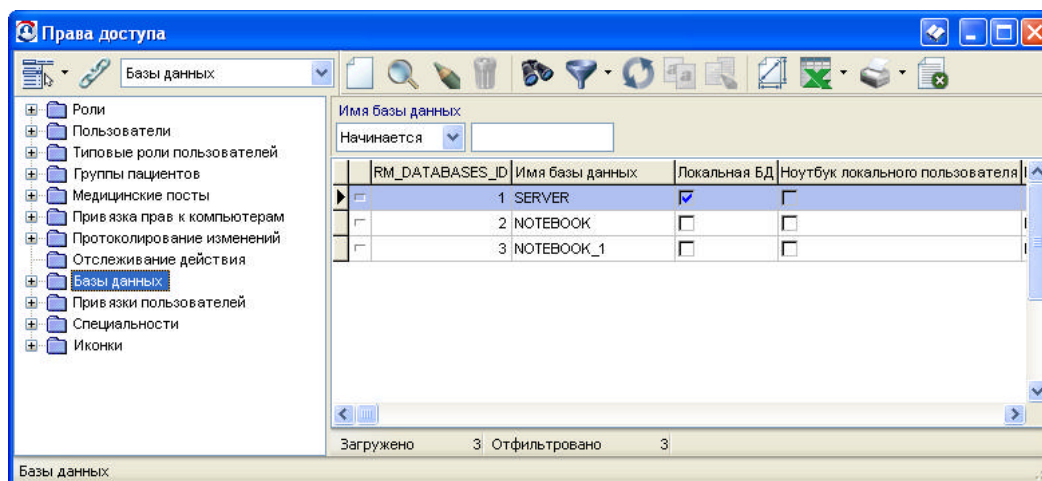 Права доступа
Базы данных
Роли
Пользователи
Типовые роли пользователей
Группы пациентов
Медицинские посты
Привязка прав к компьютерам
Протоколирование изменений
Отслеживание действия
Базы данных
Привязки пользователей
Специальности
Иконки
Имя базы данных
Начинается
RM_DATABASES_ID Имя базы данных Локальная БД Ноутбук локального пользователя
1 SERVER
2 NOTEBOOK
3 NOTEBOOK_1
Загружено 3 Отфильтровано 3
Базы данных